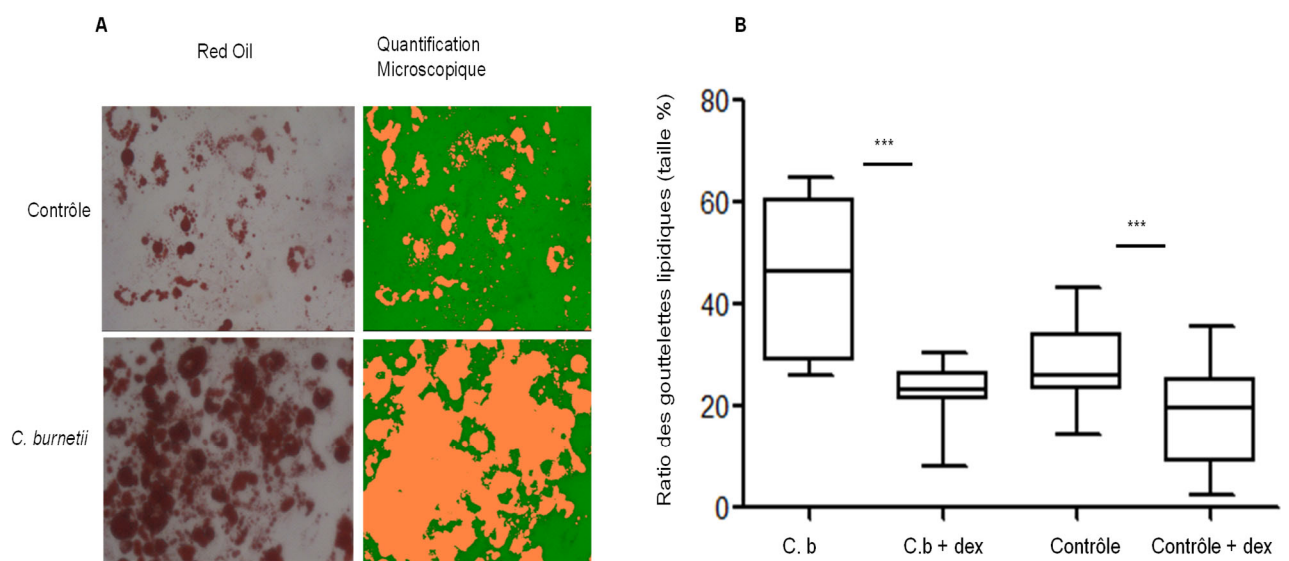 A
Red Oil
Quantification
Microscopique
Contrôle
C. burnetii
B
Ratio des gouttelettes lipidiques (taille %)
80
60
40
20
0
***
***
C. b
C.b + dex
Contrôle
Contrôle + dex